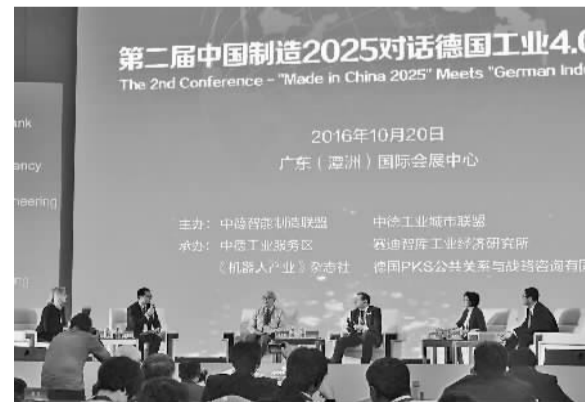 第二届中国制造2025对话德国工业4.0
The 2nd Conference - "Made in China 2025" Meets "German Indu
2016年10月20日
广东（潭洲）国际会展中心
主办：中德智能制造联盟 中德工业城市联盟
承办：中德工业服务区 赛迪智库工业经济研究所
《机器人产业》杂志社 德国PKS公共关系与战略咨询有限
ank
ancy
neering
ng